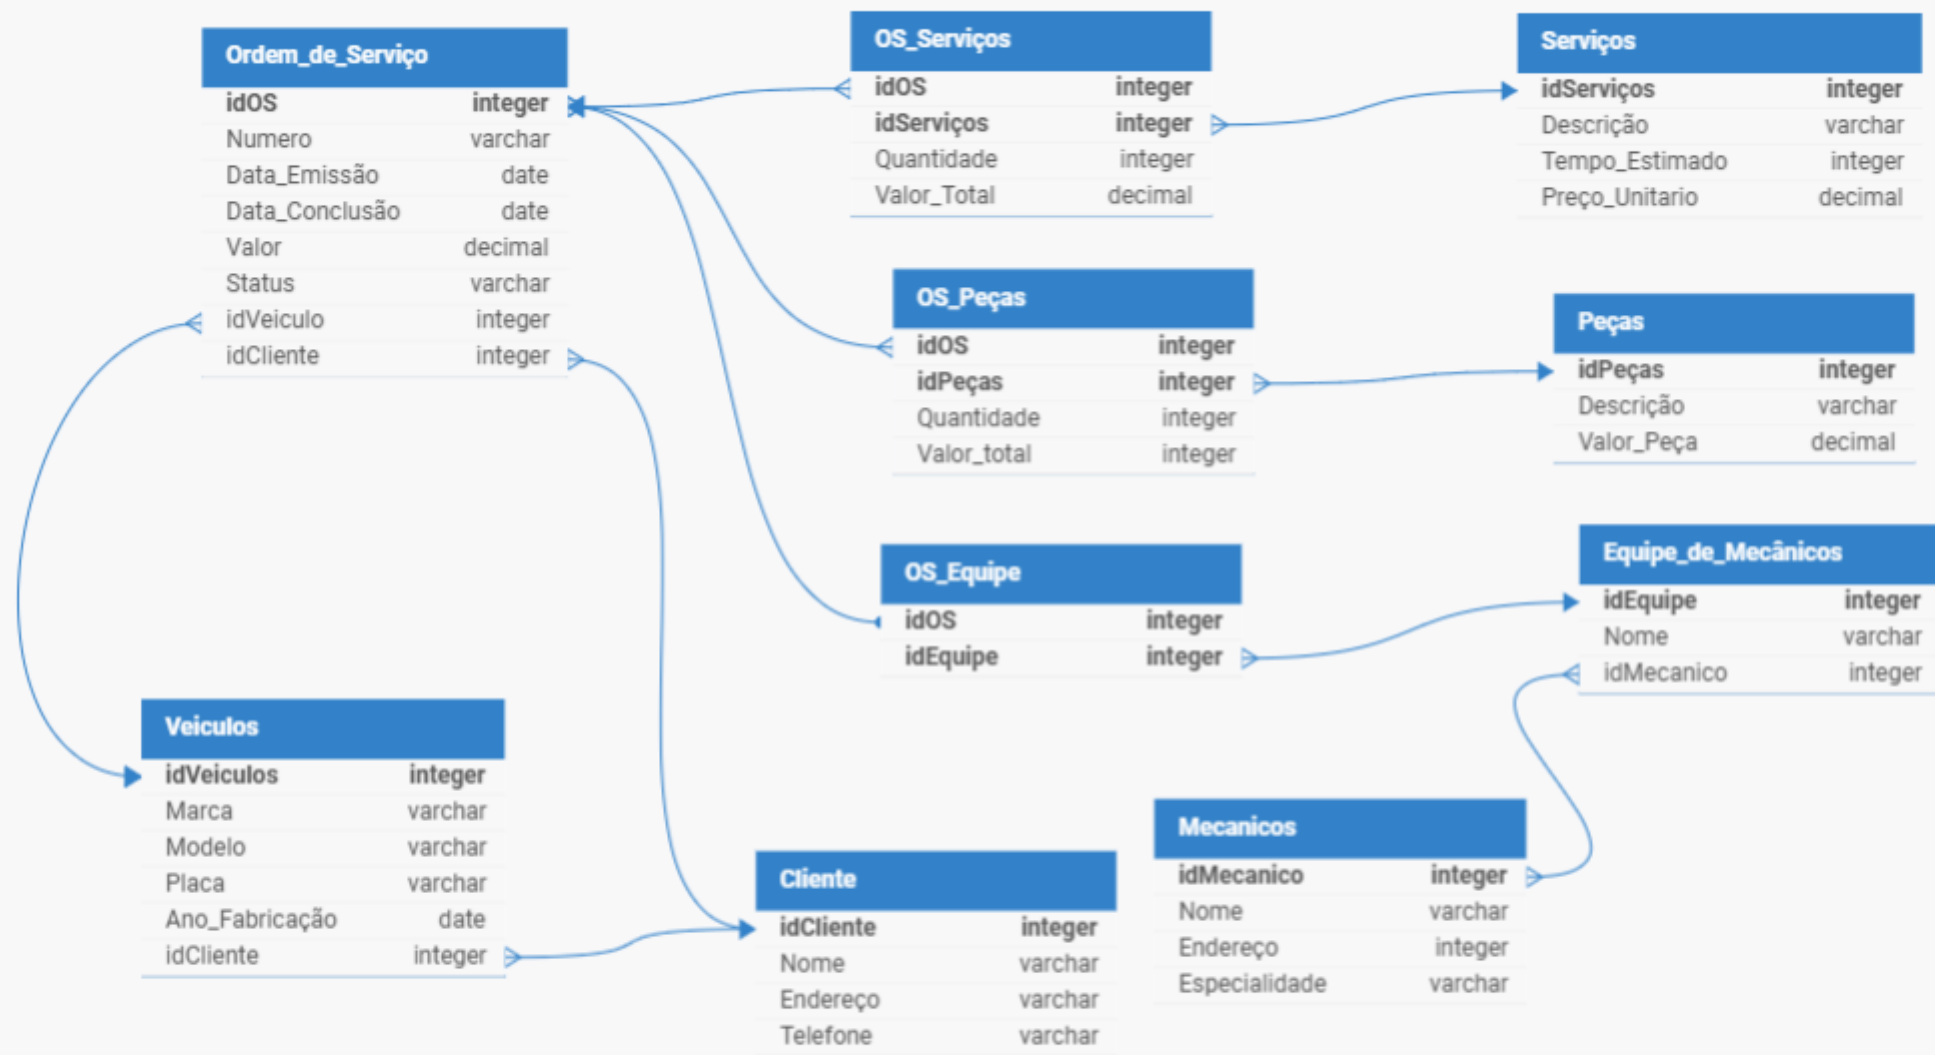 Ordem_de_Serviço
idOS integer
Numero varchar
Data_Emissão date
Data_Conclusão date
Valor decimal
Status varchar
idVeiculo integer
idCliente integer
OS_Serviços
idOS integer
idServiços integer
Quantidade integer
Valor_Total decimal
Serviços
idServiços integer
Descrição varchar
Tempo_Estimado integer
Preço_Unitario decimal
OS_Peças
idOS integer
idPeças integer
Quantidade integer
Valor_total integer
Peças
idPeças integer
Descrição varchar
Valor_Peça decimal
OS_Equipe
idOS integer
idEquipe integer
Equipe_de_Mecânicos
idEquipe integer
Nome varchar
idMecanico integer
Veiculos
idVeiculos integer
Marca varchar
Modelo varchar
Placa varchar
Ano_Fabricação date
idCliente integer
Cliente
idCliente integer
Nome varchar
Endereço varchar
Telefone varchar
Mecanicos
idMecanico integer
Nome varchar
Endereço integer
Especialidade varchar